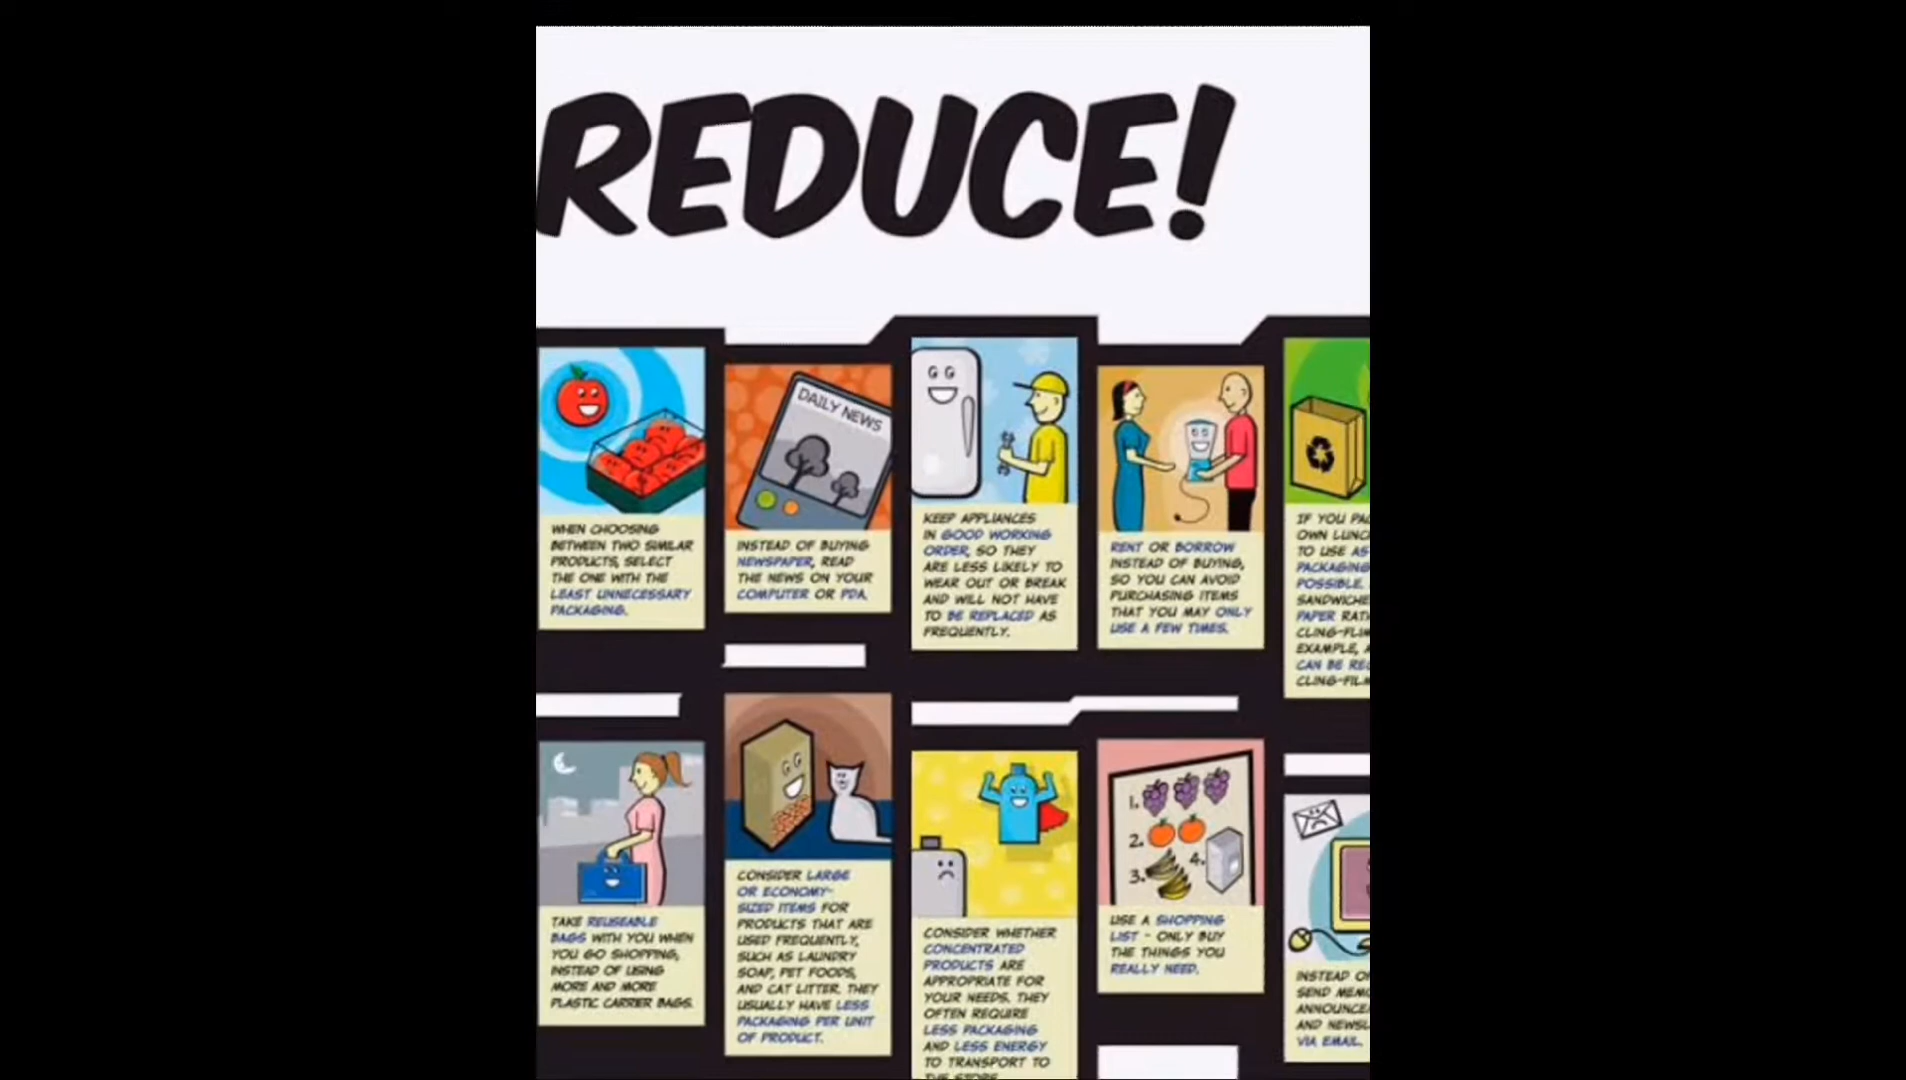 REDUCE!
WHEN CHOOSING
BETWEEN TWO SIMILAR
PRODUCTS, SELECT
THE ONE WITH THE
LEAST UNNECESSARY
PACKAGING.
DAILY NEWS
INSTEAD OF BUYING
NEWSPAPER, READ
THE NEWS ON YOUR
COMPUTER OR PDA.
KEEP APPLIANCES
IN GOOD WORKING
ORDER, SO THEY
ARE LESS LIKELY TO
WEAR OUT OR BREAK
AND WILL NOT HAVE
TO BE REPLACED AS
FREQUENTLY.
RENT OR BORROW
INSTEAD OF BUYING,
SO YOU CAN AVOID
PURCHASING ITEMS
THAT YOU MAY ONLY
USE A FEW TIMES.
IF YOU
OWN
TO USE
PACKAGING
POSSIBLE.
PAPER
EXAMPLE,
CAN BE
TAKE REUSEABLE
BAGS WITH YOU WHEN
YOU GO SHOPPING,
INSTEAD OF USING
MORE AND MORE
PLASTIC CARRIER BAGS.
CONSIDER LARGE
OR ECONOMY-
SIZED ITEMS FOR
PRODUCTS THAT ARE
USED FREQUENTLY,
SUCH AS LAUNDRY
SOAP, PET FOODS,
AND CAT LITTER. THEY
USUALLY HAVE LESS
PACKAGING PER UNIT
OF PRODUCT.
CONSIDER WHETHER
CONCENTRATED
PRODUCTS ARE
APPROPRIATE FOR
YOUR NEEDS. THEY
OFTEN REQUIRE
LESS PACKAGING
AND LESS ENERGY
TO TRANSPORT TO
THE STORE
1.
2.
3.
4.
USE A SHOPPING
LIST - ONLY BUY
THE THINGS YOU
REALLY NEED.
INSTEAD
SEND
AND
VIA EMAIL.